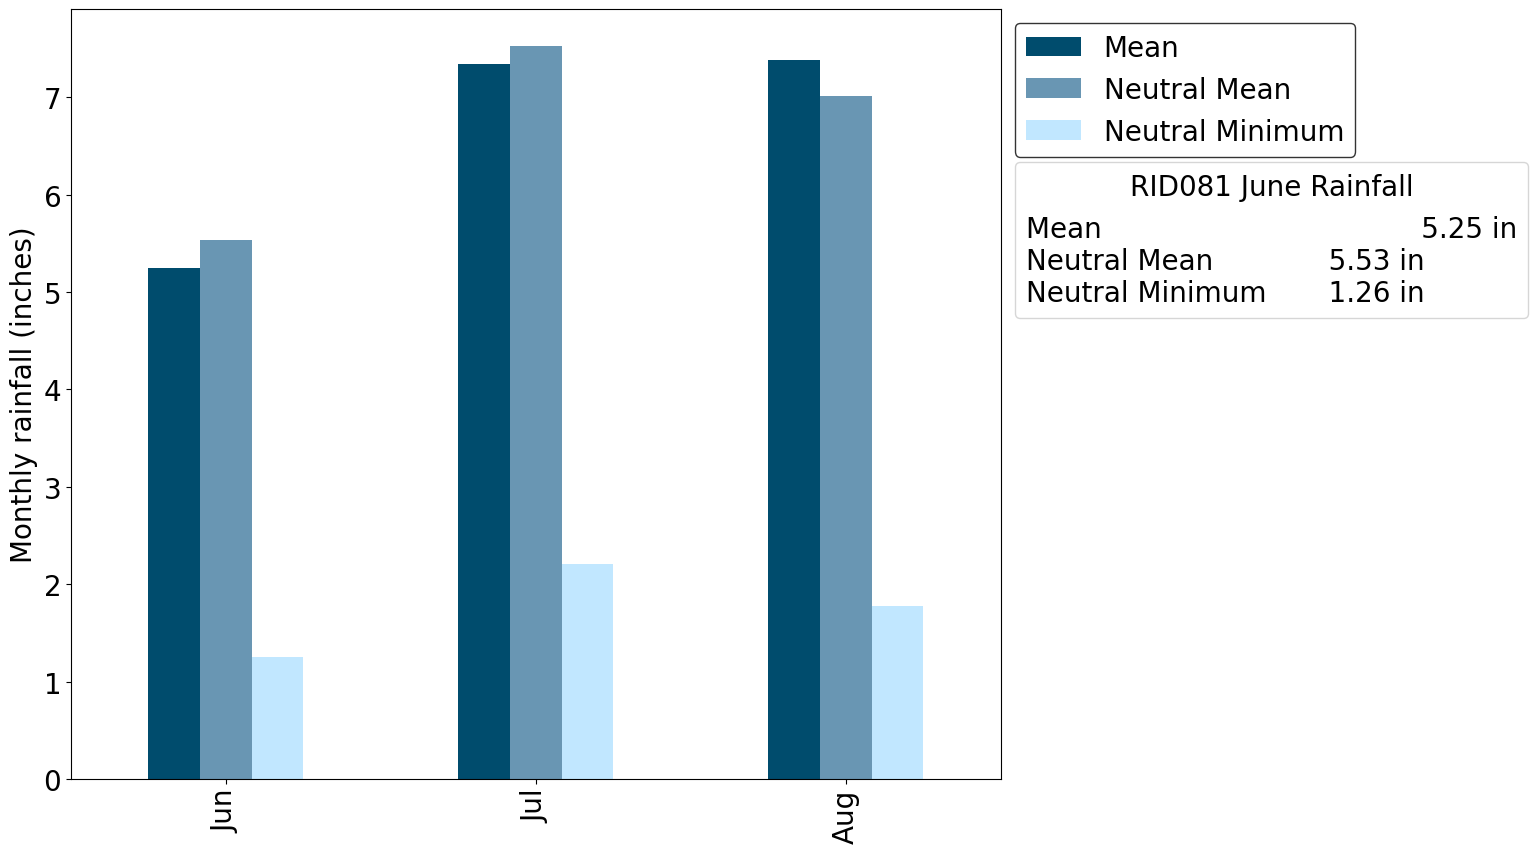 Monthly rainfall (inches)
7
6
5
4
3
2
1
0
Jun
Jul
Aug
Mean
Neutral Mean
Neutral Minimum
RID081 June Rainfall
Mean 5.25 in
Neutral Mean 5.53 in
Neutral Minimum 1.26 in